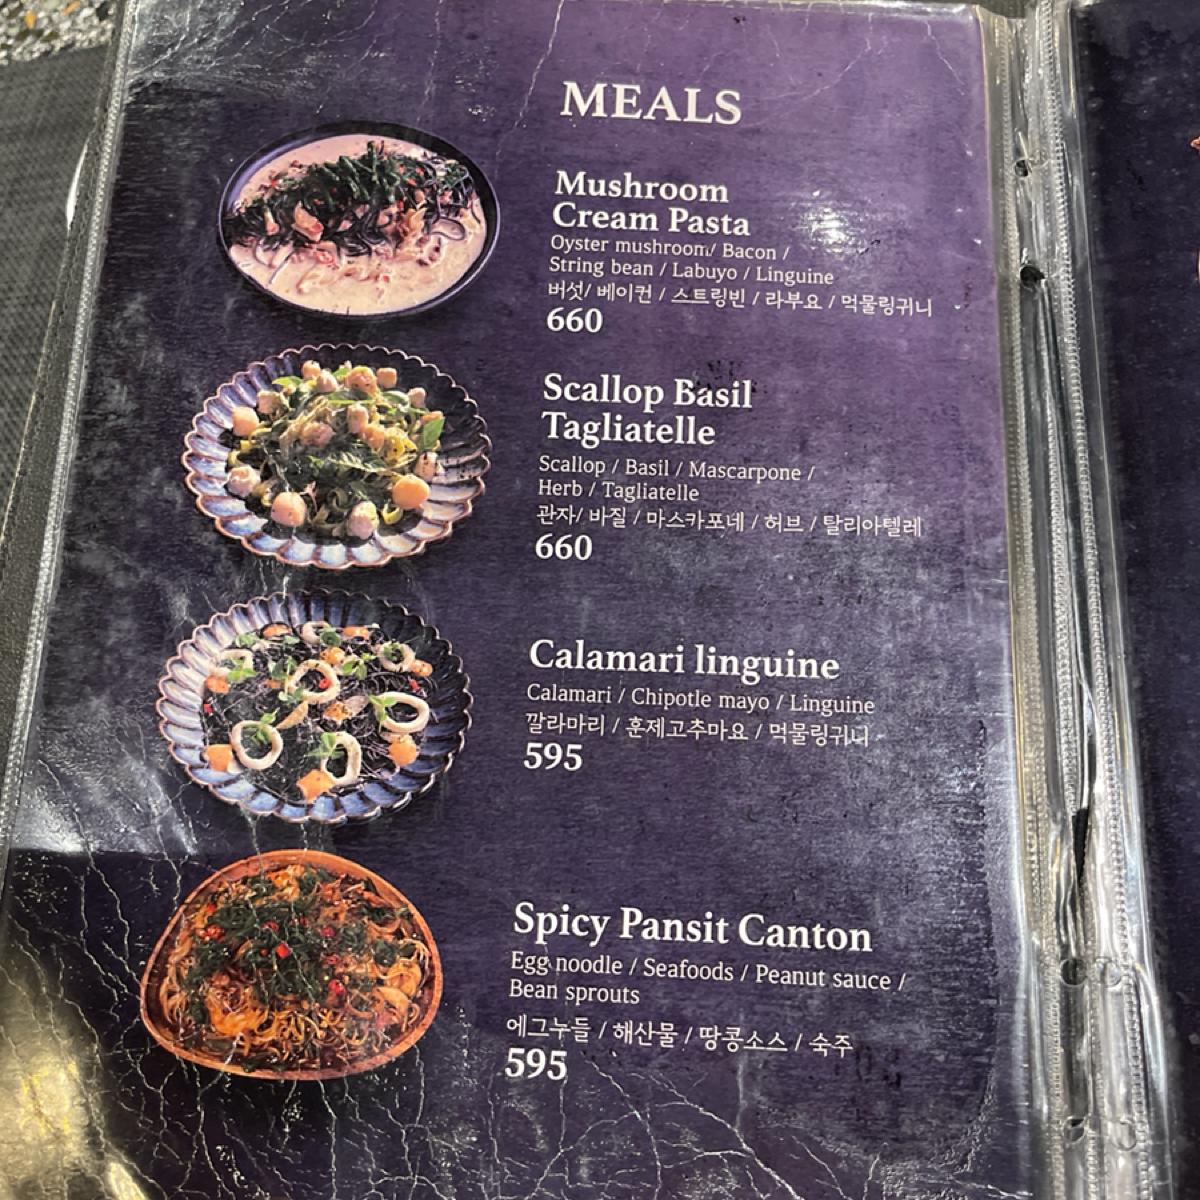 MEALS
Mushroom
Cream Pasta
Oyster mushroom/ Bacon /
String bean / Labuyo / Linguine
버섯/ 베이컨 / 스트링빈 / 라부요 / 먹물링귀니
660
Scallop Basil
Tagliatelle
Scallop / Basil / Mascarpone /
Herb / Tagliatelle
관자/ 바질 / 마스카포네 / 허브 / 탈리아텔레
660
Calamari linguine
Calamari / Chipotle mayo / Linguine
깔라마리 / 훈제고추마요 / 먹물링귀니
595
Spicy Pansit Canton
Egg noodle / Seafoods / Peanut sauce /
Bean sprouts
에그누들 / 해산물 / 땅콩소스 / 숙주
595